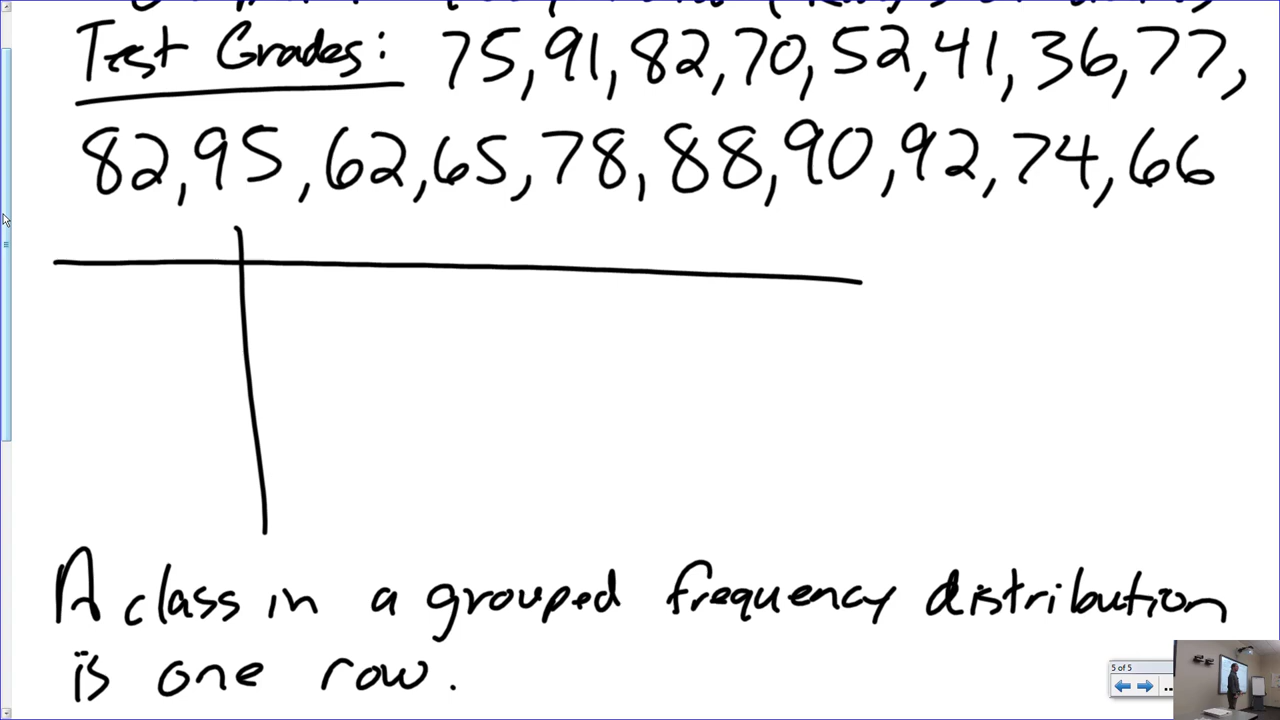 Test Grades: 75, 91, 82, 70, 52, 41, 36, 77,
82, 95, 62, 65, 78, 88, 90, 92, 74, 66
A class in a grouped frequency distribution
is one row.
5 of 5